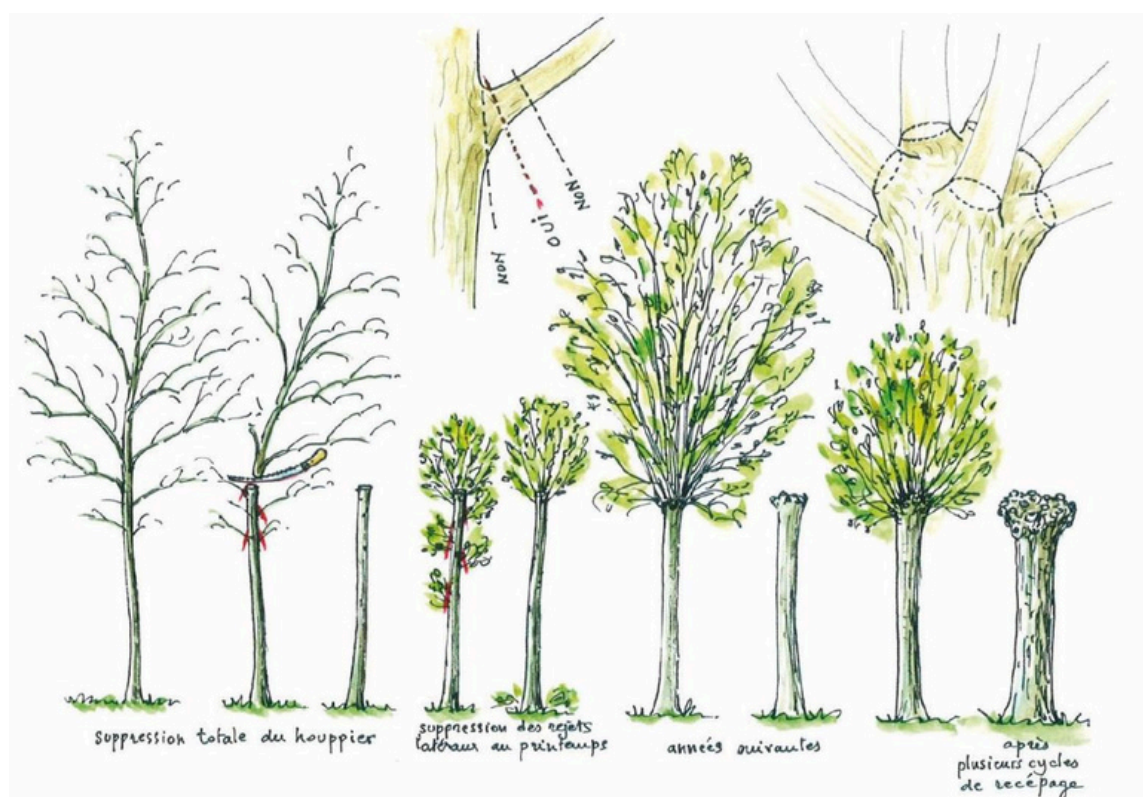 NON
OUI
NON
suppression totale du houppier
suppression des rejets
latéraux au printemps
années suivantes
après
plusieurs cycles
de recépage